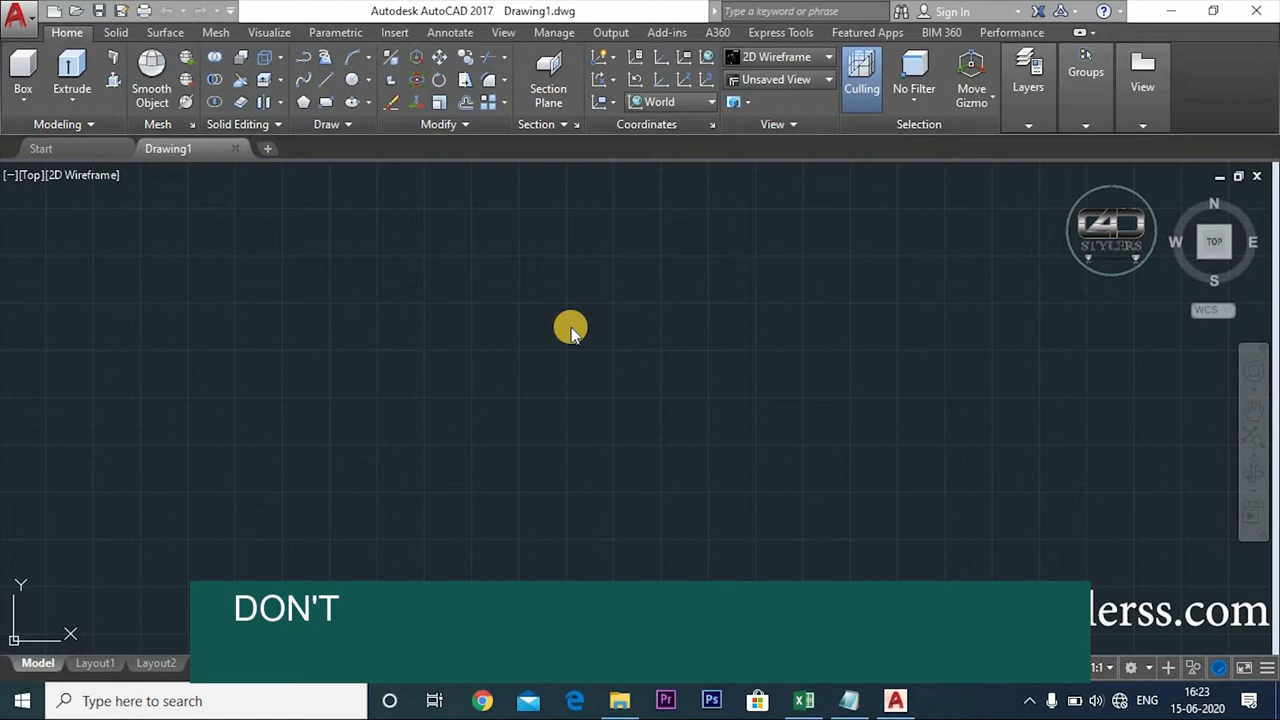 Autodesk AutoCAD 2017 Drawing1.dwg
Type a keyword or phrase
Sign In
Home Solid Surface Mesh Visualize Parametric Insert Annotate View Manage Output Add-ins A360 Express Tools Featured Apps BIM 360 Performance
Box
Extrude
Smooth
Object
Section
Plane
World
2D Wireframe
Unsaved View
Culling
No Filter
Move
Gizmo
Layers
Groups
View
Modeling
Mesh
Solid Editing
Draw
Modify
Section
Coordinates
View
Selection
Start
Drawing1
[−][Top][2D Wireframe]
CAD
STYLERS
N
W
TOP
E
S
WCS
Y
X
DON'T
lerss.com
Model Layout1 Layout2
1:1
Type here to search
Pr
Ps
ENG
16:23
15-06-2020